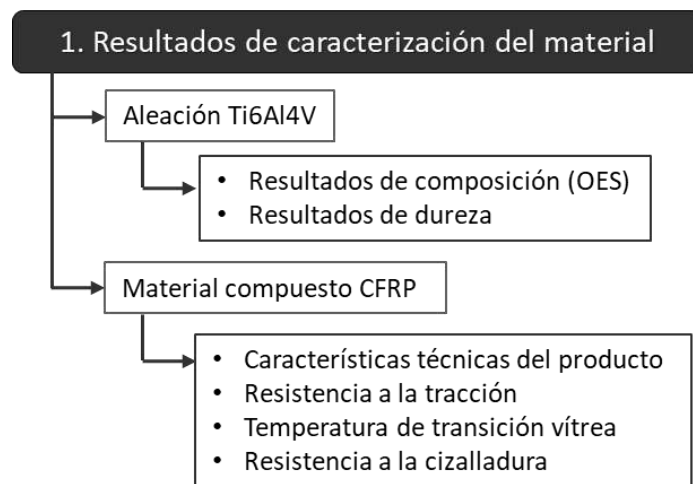 1. Resultados de caracterización del material
Aleación Ti6Al4V
• Resultados de composición (OES)
• Resultados de dureza
Material compuesto CFRP
• Características técnicas del producto
• Resistencia a la tracción
• Temperatura de transición vítrea
• Resistencia a la cizalladura